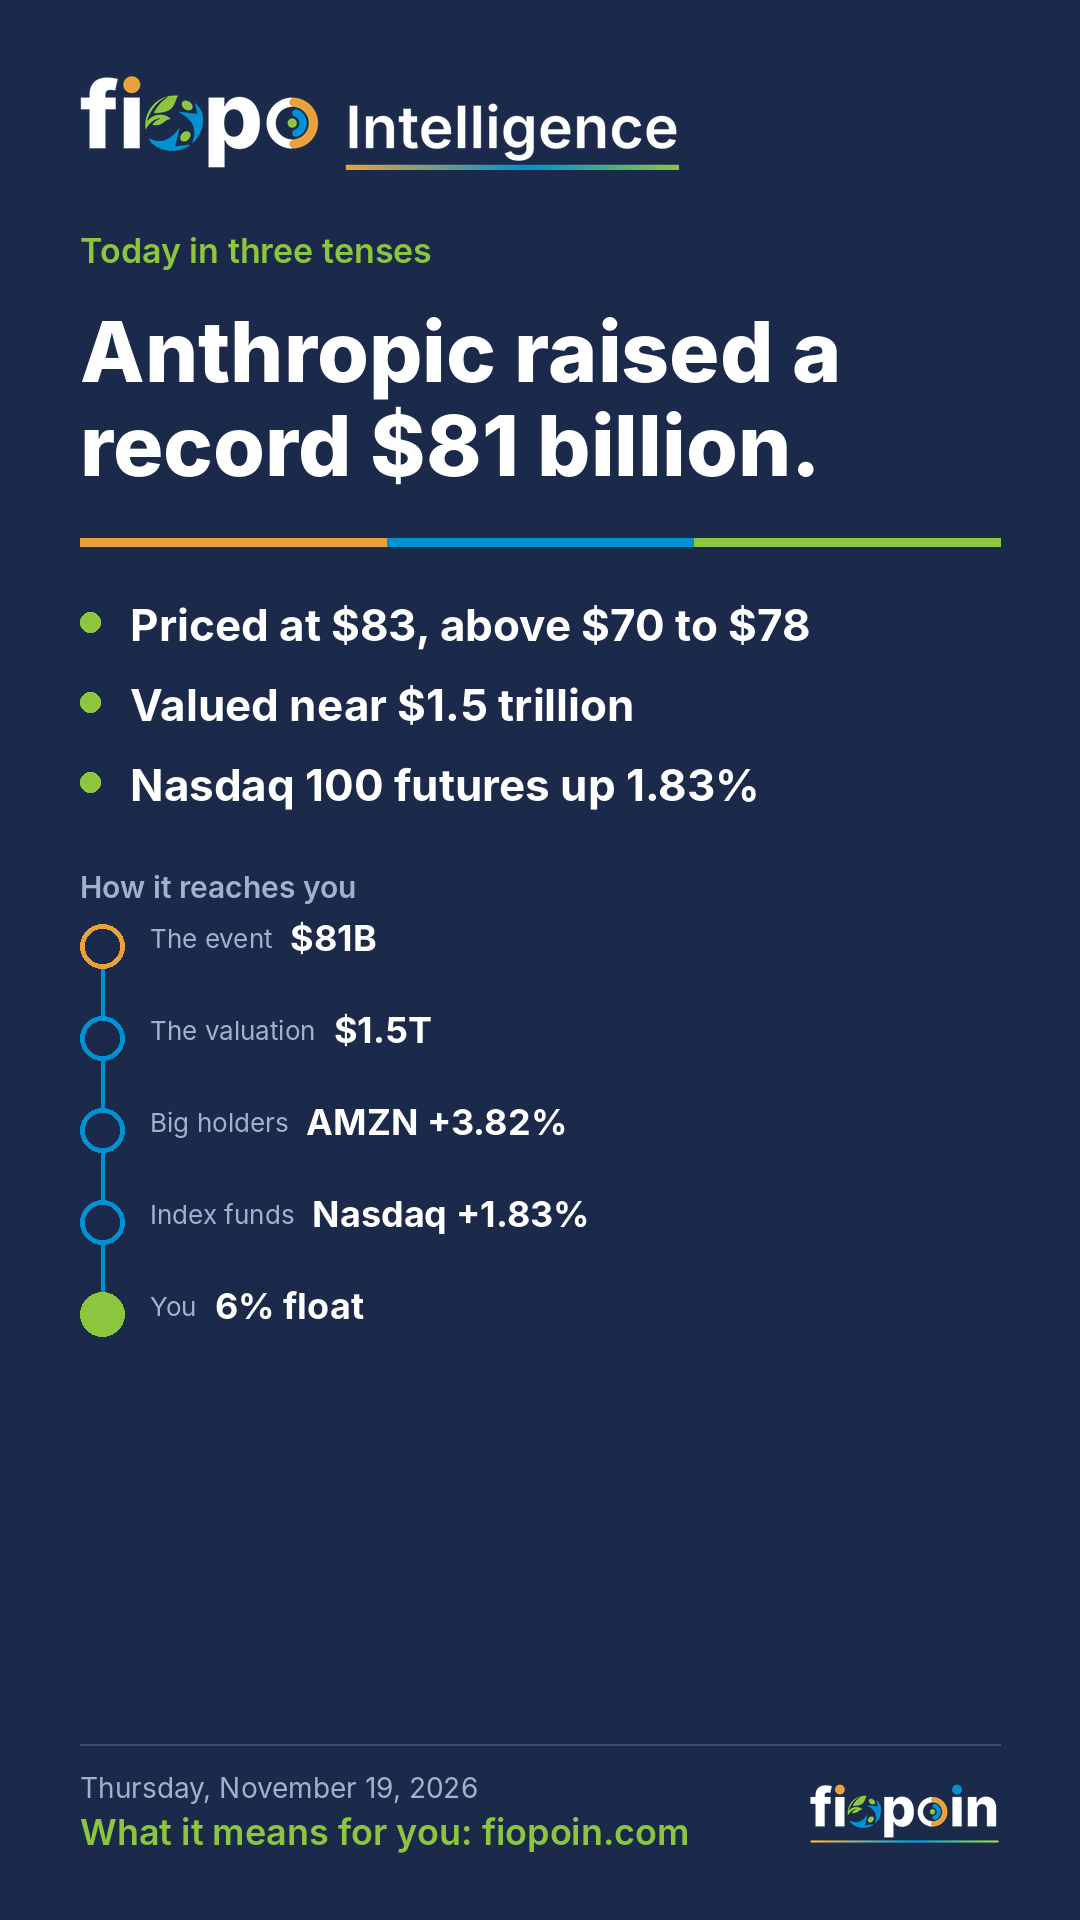 fiopo Intelligence
Today in three tenses
Anthropic raised a
record $81 billion.
Priced at $83, above $70 to $78
Valued near $1.5 trillion
Nasdaq 100 futures up 1.83%
How it reaches you
The event $81B
The valuation $1.5T
Big holders AMZN +3.82%
Index funds Nasdaq +1.83%
You 6% float
Thursday, November 19, 2026
What it means for you: fiopoin.com
fiopoin